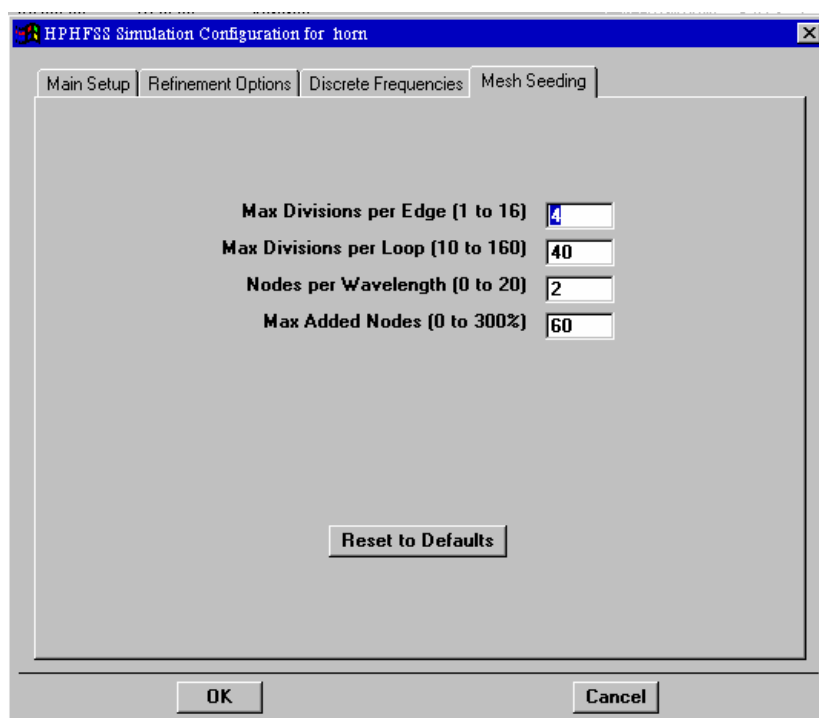 HPHFSS Simulation Configuration for horn
Main Setup Refinement Options Discrete Frequencies Mesh Seeding
Max Divisions per Edge (1 to 16) 4
Max Divisions per Loop (10 to 160) 40
Nodes per Wavelength (0 to 20) 2
Max Added Nodes (0 to 300%) 60
Reset to Defaults
OK Cancel